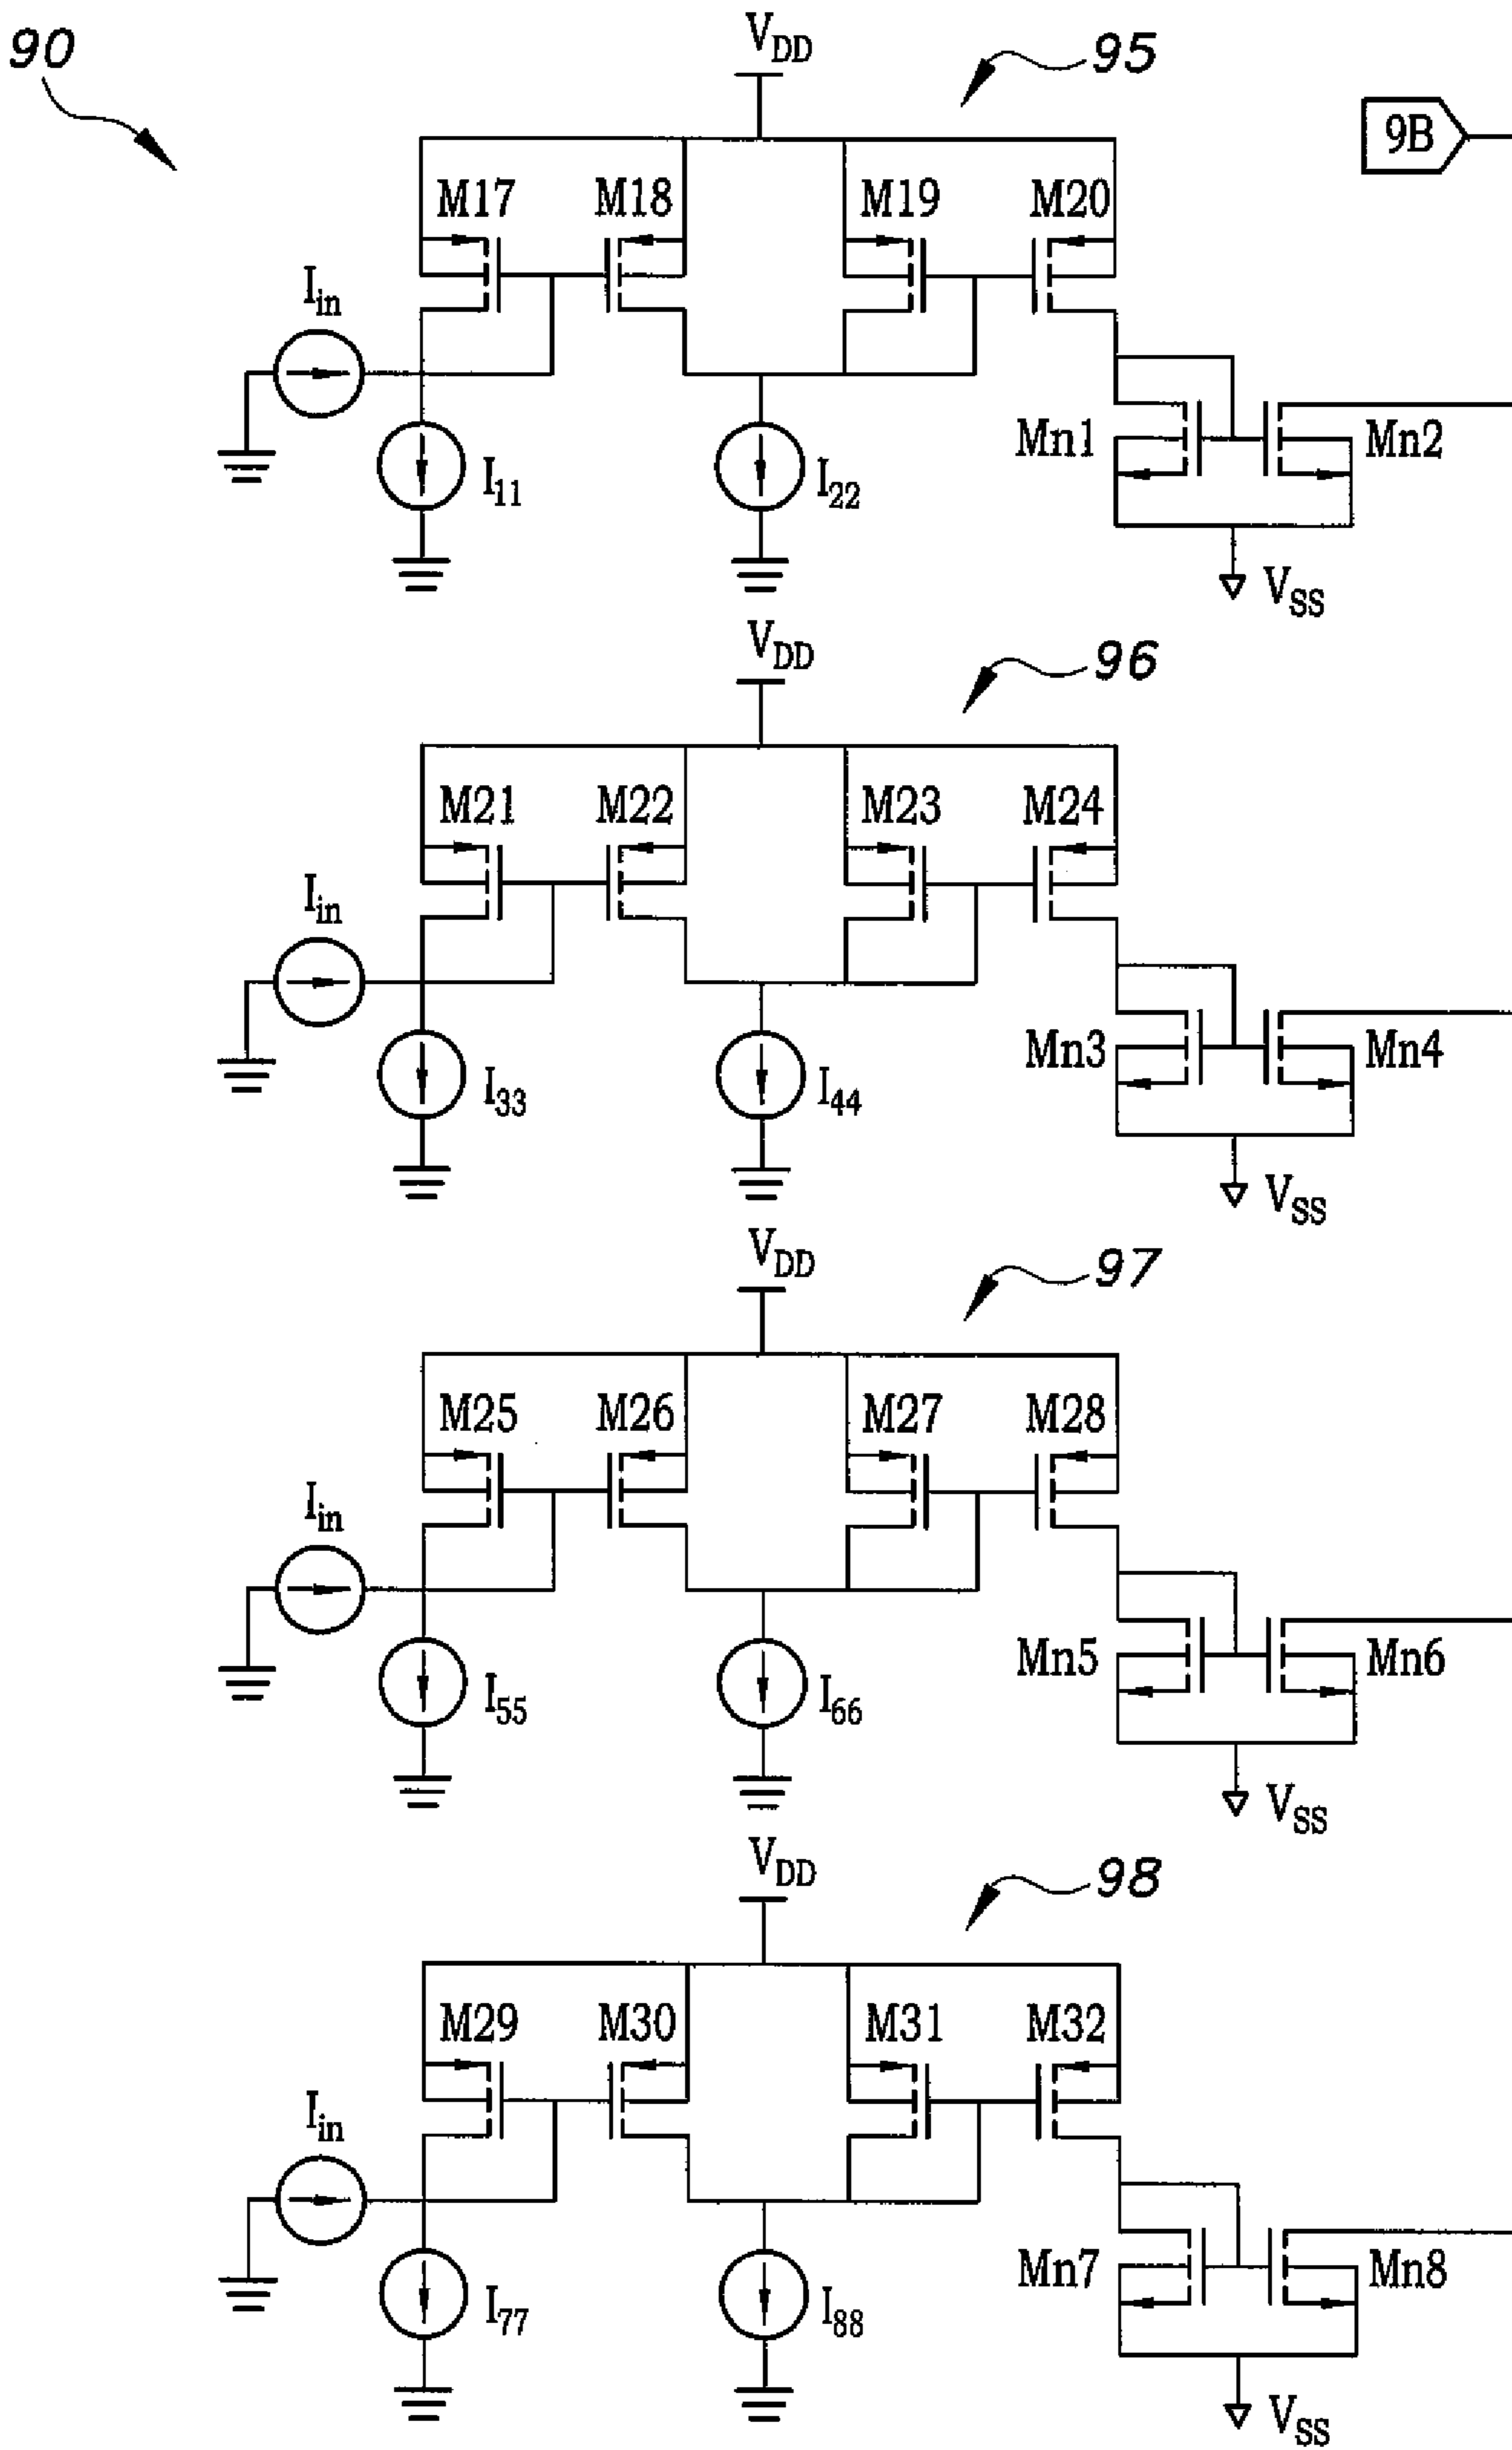 90
V_DD
95
9B
M17 M18 M19 M20
I_in
Mn1 Mn2
I_11 I_22
V_SS
V_DD
96
M21 M22 M23 M24
I_in
Mn3 Mn4
I_33 I_44
V_SS
V_DD
97
M25 M26 M27 M28
I_in
Mn5 Mn6
I_55 I_66
V_SS
V_DD
98
M29 M30 M31 M32
I_in
Mn7 Mn8
I_77 I_88
V_SS